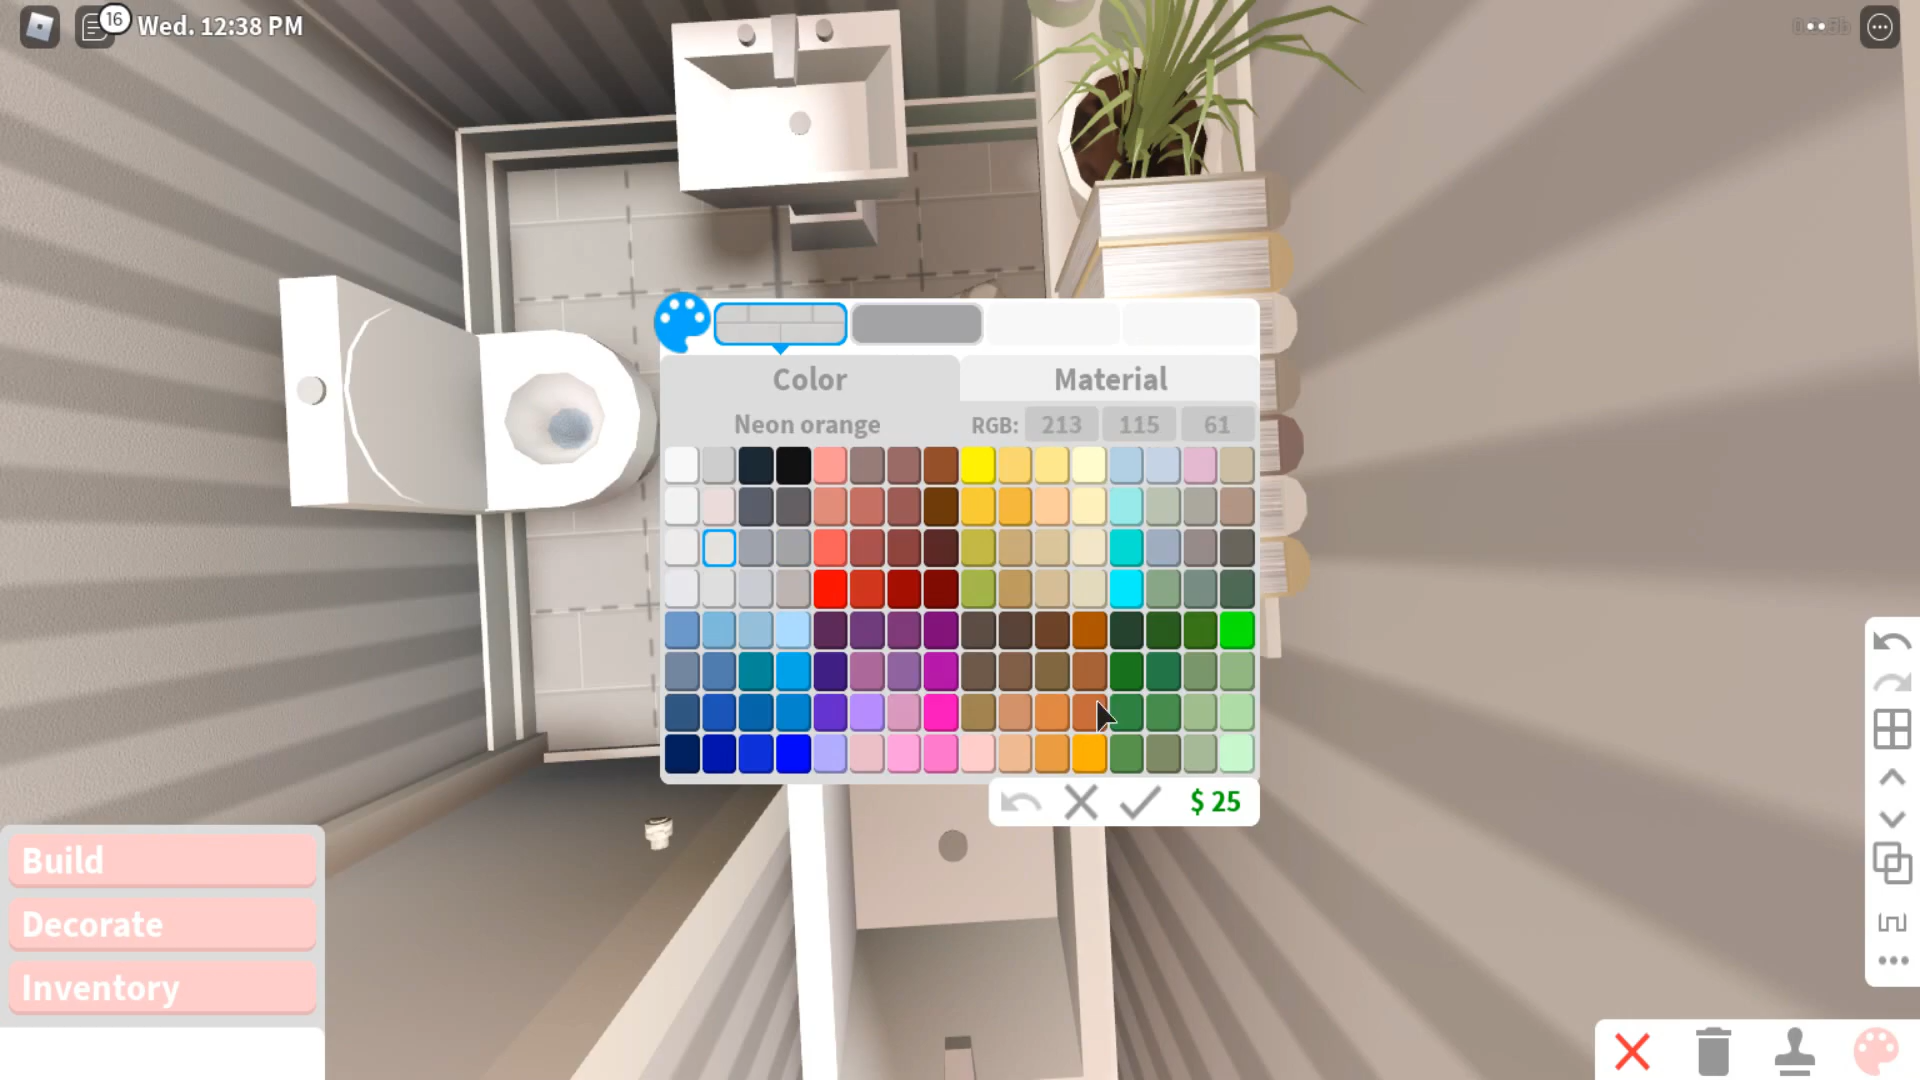 16
Wed. 12:38 PM
Color
Material
Neon orange
RGB: 213 115 61
$ 25
Build
Decorate
Inventory